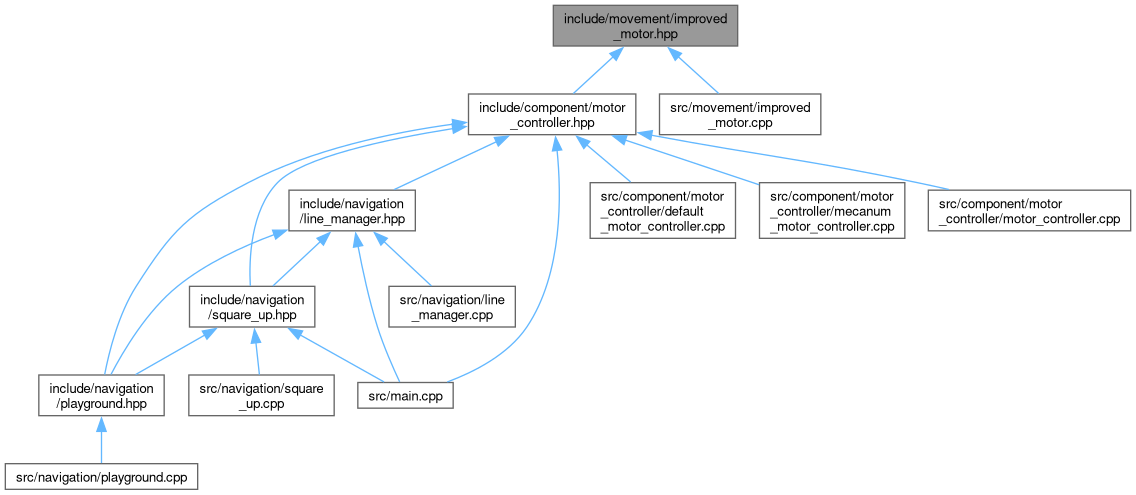 include/movement/improved
_motor.hpp
include/component/motor
_controller.hpp
src/movement/improved
_motor.cpp
include/navigation
/line_manager.hpp
src/component/motor
_controller/default
_motor_controller.cpp
src/component/motor
_controller/mecanum
_motor_controller.cpp
src/component/motor
_controller/motor_controller.cpp
include/navigation
/square_up.hpp
src/navigation/line
_manager.cpp
include/navigation
/playground.hpp
src/navigation/square
_up.cpp
src/main.cpp
src/navigation/playground.cpp